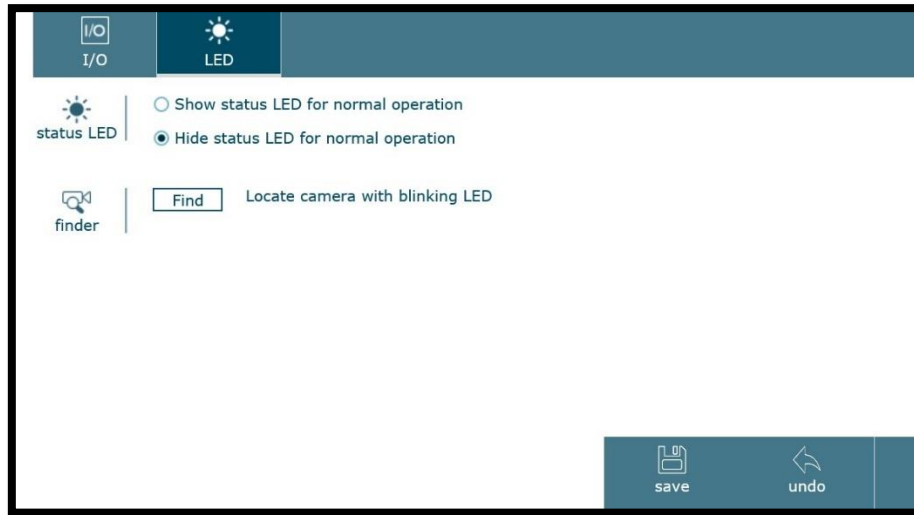 I/O
I/O
LED
status LED
Show status LED for normal operation
Hide status LED for normal operation
finder
Find
Locate camera with blinking LED
save
undo